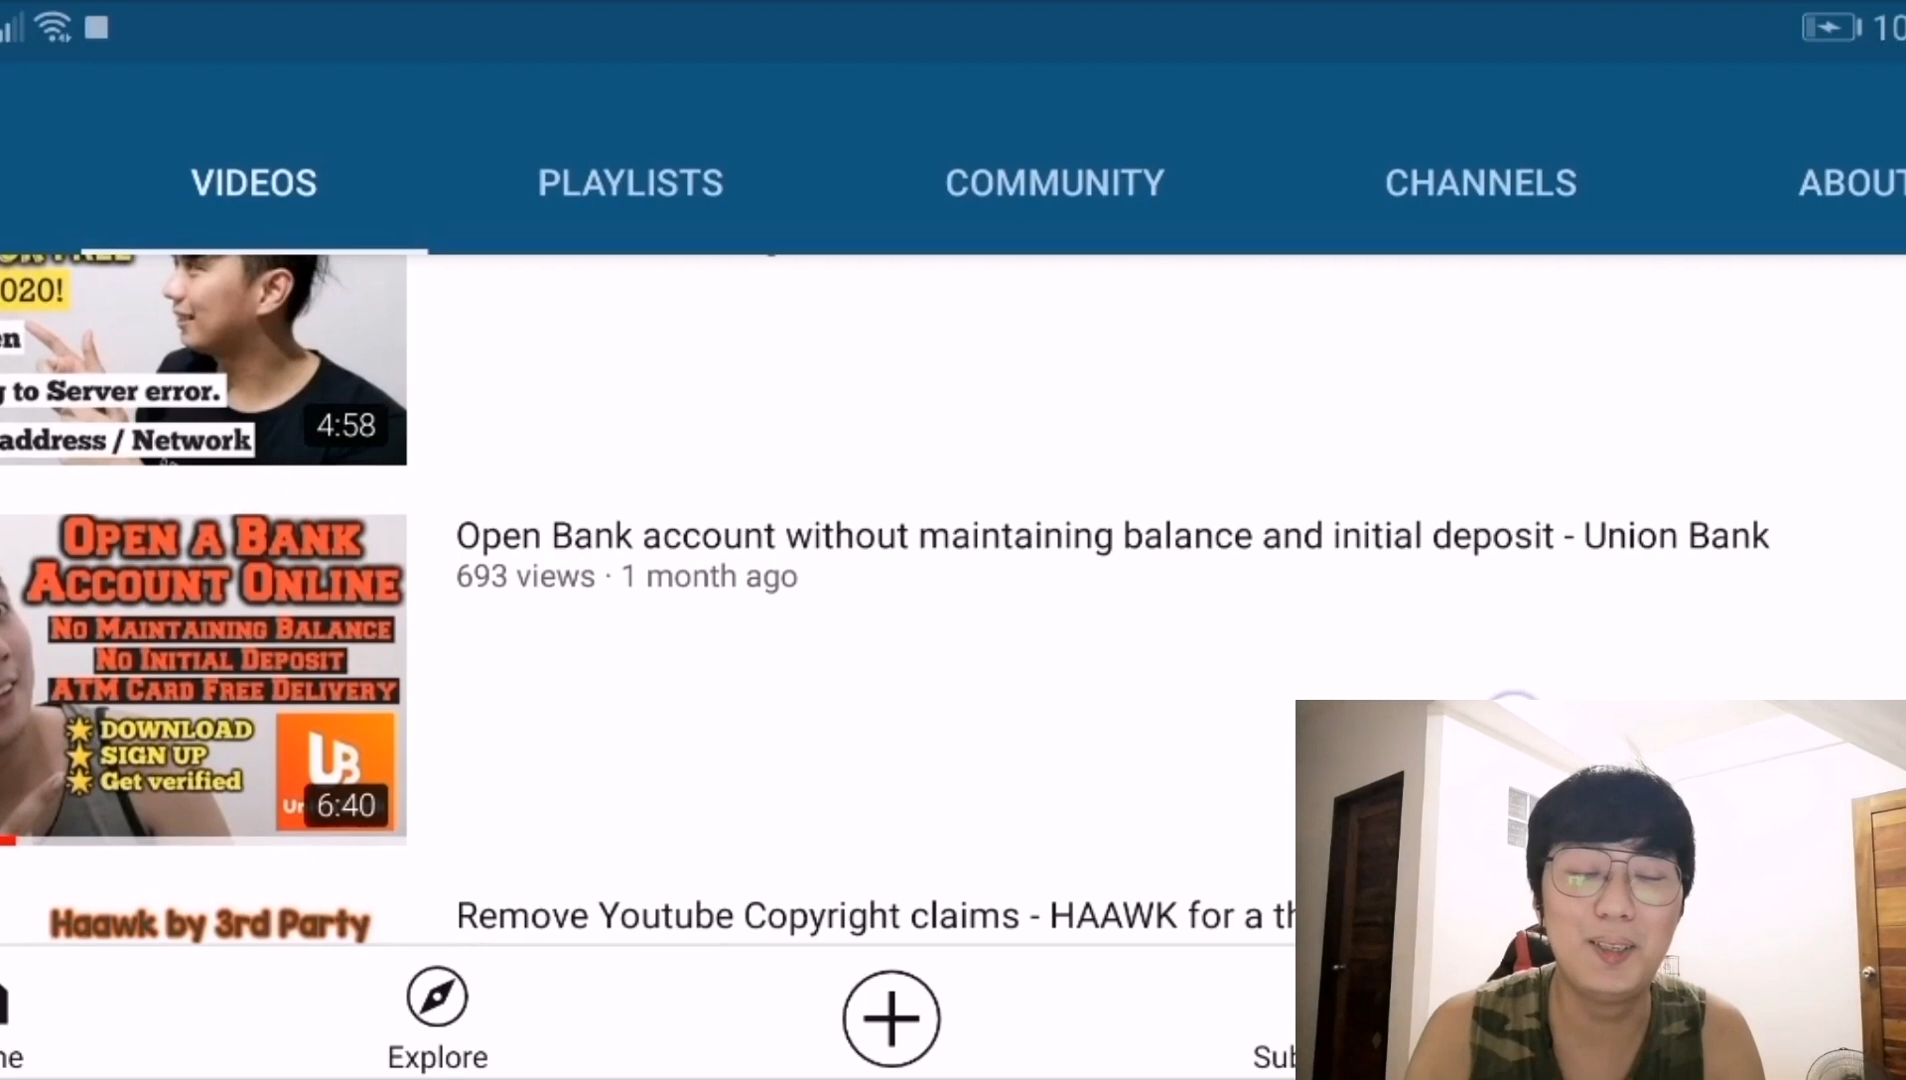 10
VIDEOS PLAYLISTS COMMUNITY CHANNELS ABOUT
020!
to Server error.
address / Network
4:58
OPEN A BANK
ACCOUNT ONLINE
NO MAINTAINING BALANCE
NO INITIAL DEPOSIT
ATM CARD FREE DELIVERY
DOWNLOAD
SIGN UP
Get verified
UB
6:40
Open Bank account without maintaining balance and initial deposit - Union Bank
693 views · 1 month ago
Haawk by 3rd Party
Remove Youtube Copyright claims - HAAWK for a th
Explore
Sub